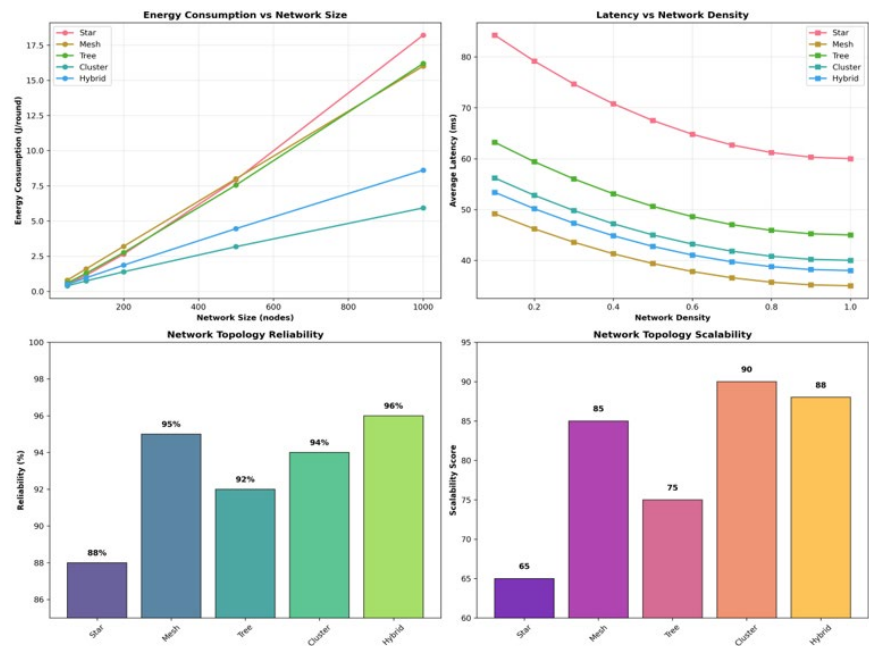 Energy Consumption vs Network Size
Energy Consumption (J/round)
17.5
15.0
12.5
10.0
7.5
5.0
2.5
0.0
Star
Mesh
Tree
Cluster
Hybrid
200
400
600
800
1000
Network Size (nodes)
Latency vs Network Density
Average Latency (ms)
80
70
60
50
40
Star
Mesh
Tree
Cluster
Hybrid
0.2
0.4
0.6
0.8
1.0
Network Density
Network Topology Reliability
Reliability (%)
100
98
96
94
92
90
88
86
88%
95%
92%
94%
96%
Star
Mesh
Tree
Cluster
Hybrid
Network Topology Scalability
Scalability Score
95
90
85
80
75
70
65
60
65
85
75
90
88
Star
Mesh
Tree
Cluster
Hybrid